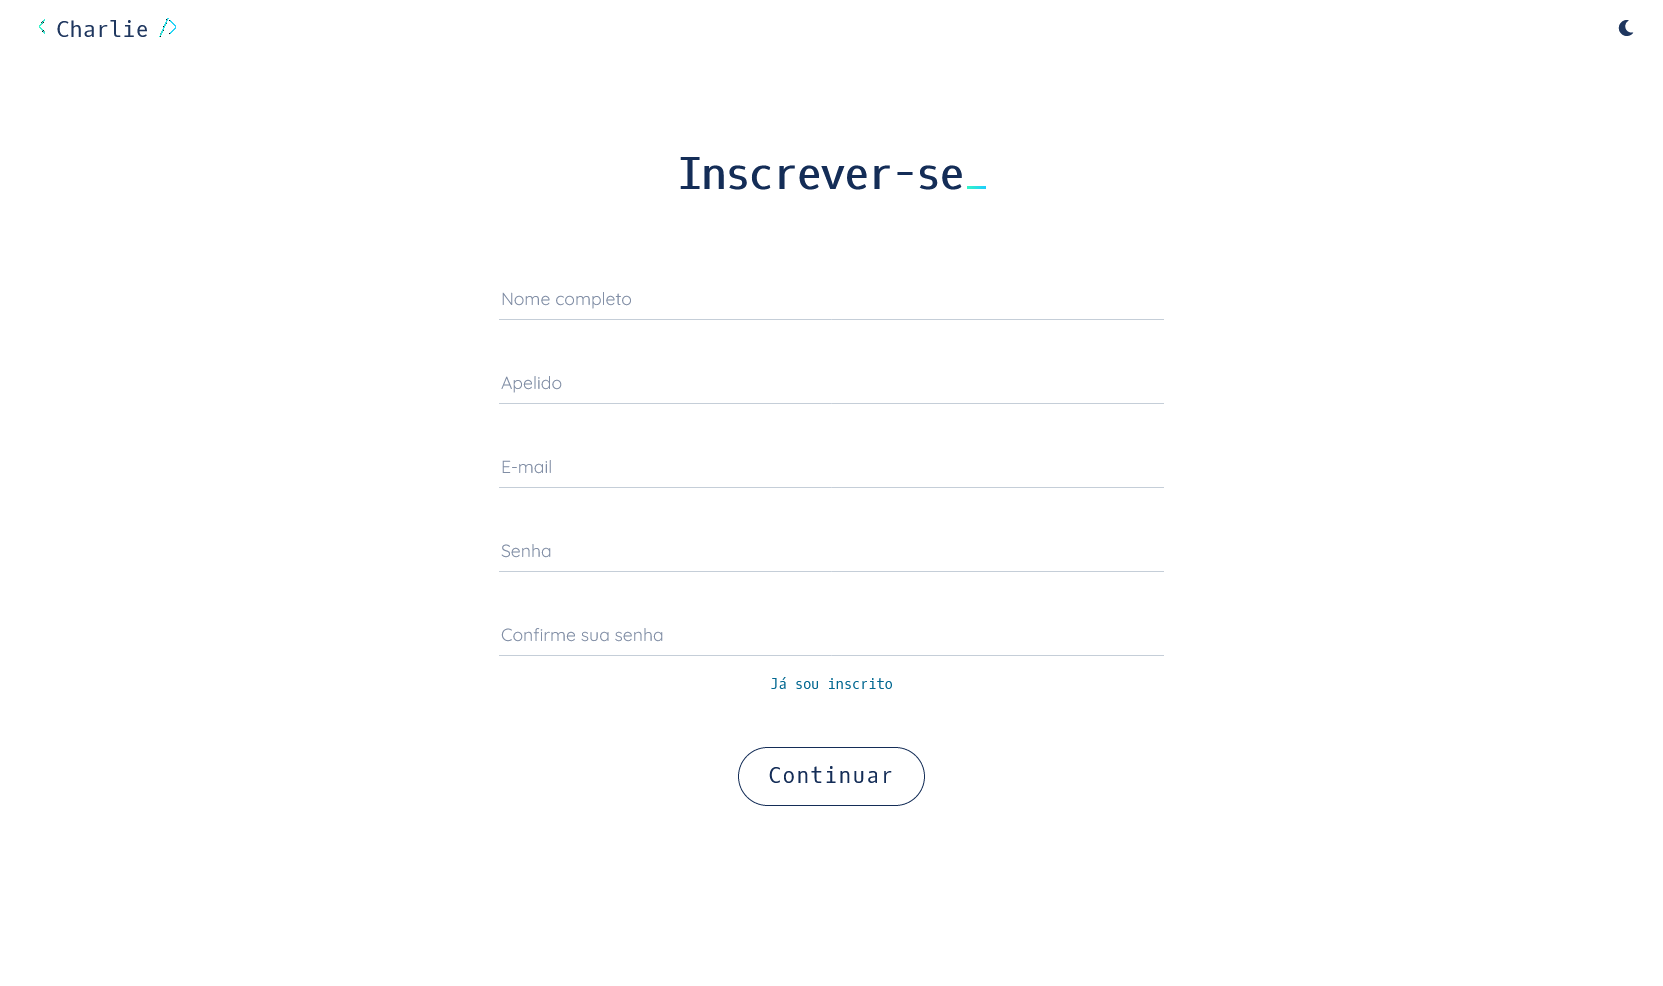 < Charlie />
Inscrever-se_
Nome completo
Apelido
E-mail
Senha
Confirme sua senha
Já sou inscrito
Continuar